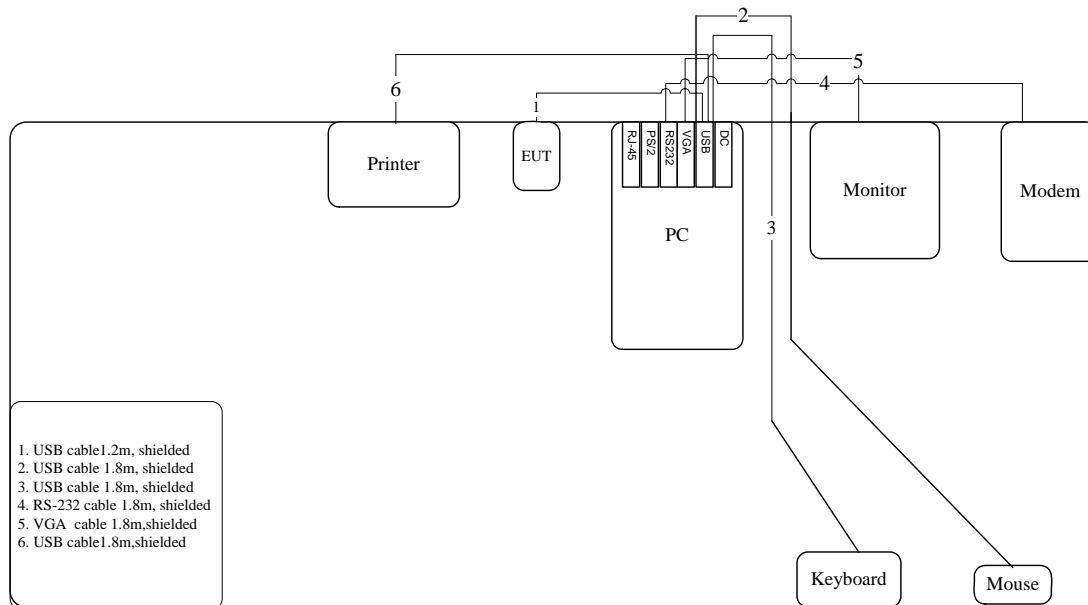 2
5
6
4
1
RJ-45
PS/2
RS232
VGA
USB
DC
Printer
EUT
Monitor
Modem
PC
3
1. USB cable1.2m, shielded
2. USB cable 1.8m, shielded
3. USB cable 1.8m, shielded
4. RS-232 cable 1.8m, shielded
5. VGA  cable 1.8m,shielded
6. USB cable1.8m,shielded
Keyboard
Mouse